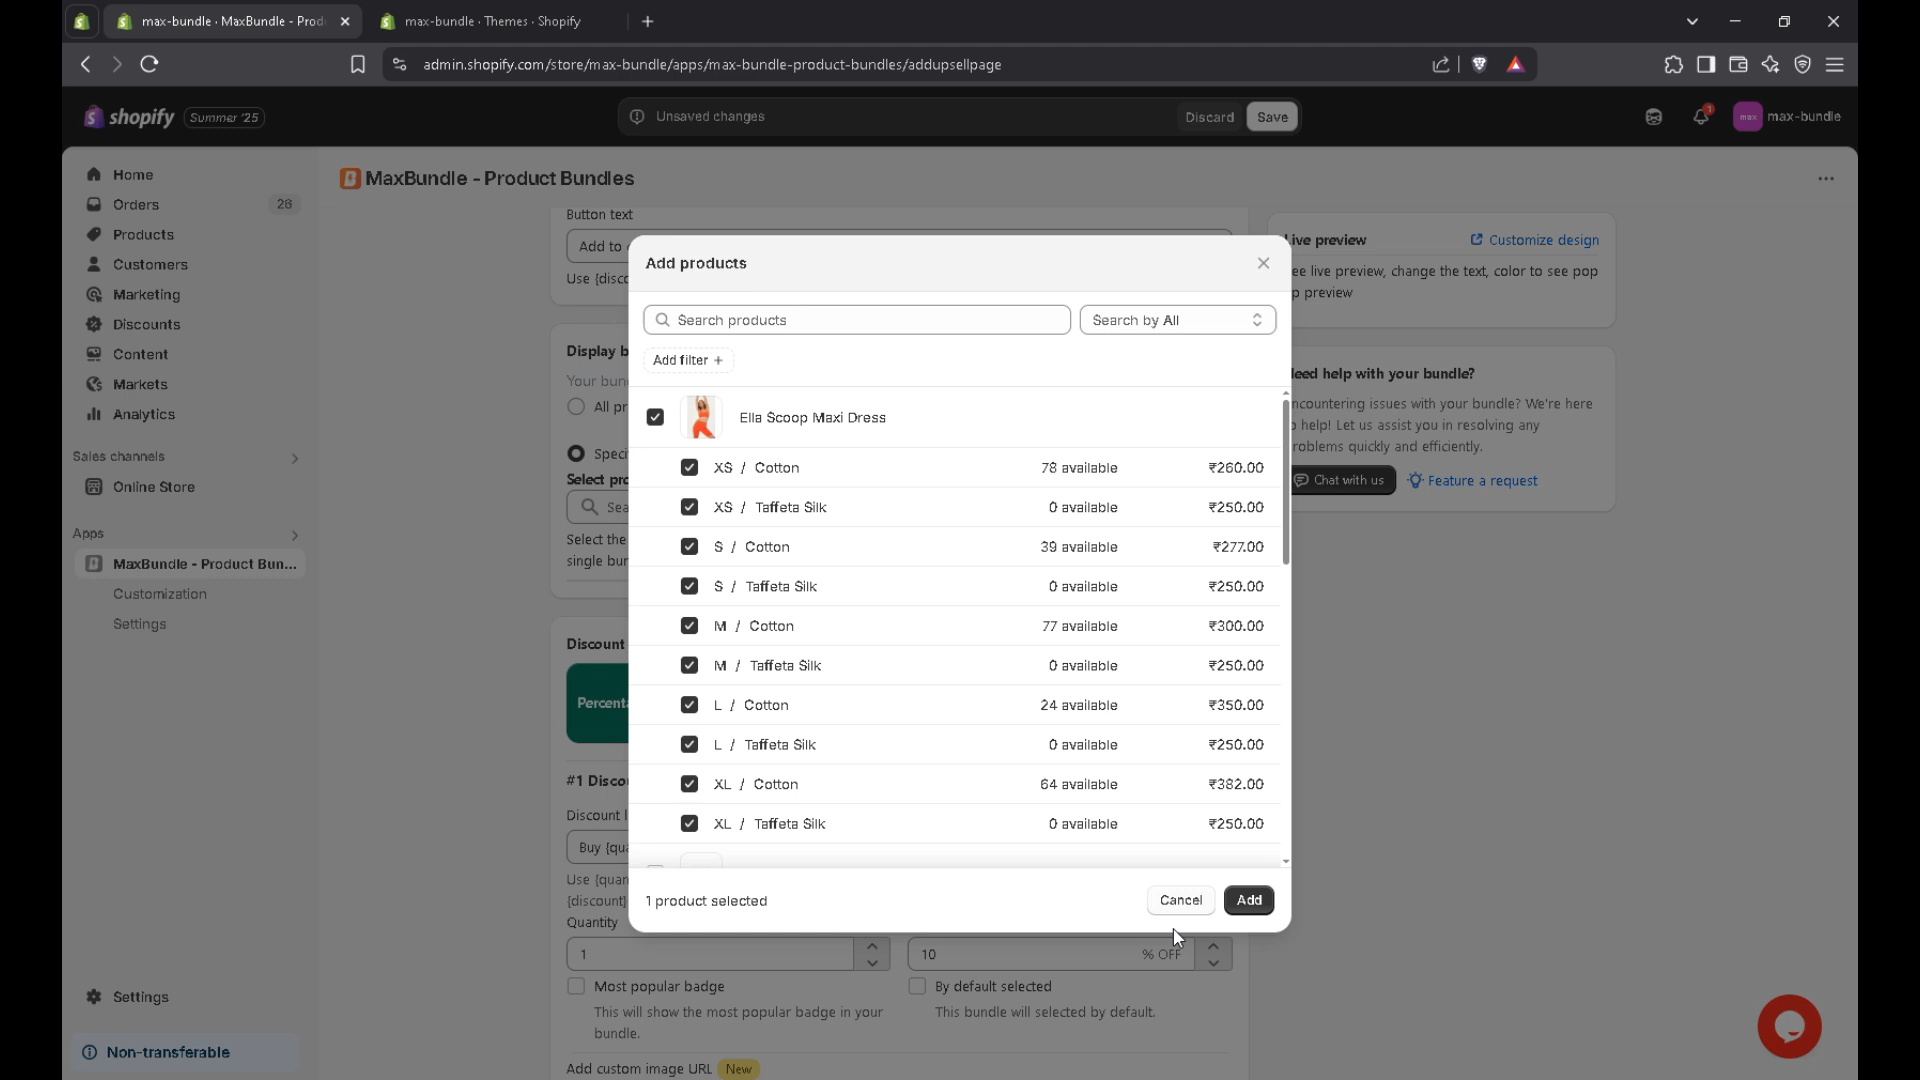 max-bundle · MaxBundle - Prod
max-bundle · Themes · Shopify
admin.shopify.com/store/max-bundle/apps/max-bundle-product-bundles/addupsellpage
shopify
Summer '25
Unsaved changes
Discard
Save
1
max
max-bundle
Home
Orders
28
Products
Customers
Marketing
Discounts
Content
Markets
Analytics
Sales channels
Online Store
Apps
MaxBundle - Product Bun...
Customization
Settings
Settings
Non-transferable
MaxBundle - Product Bundles
Button text
Add to
Use {disco
Display b
Your bun
All pr
Speci
Select pro
Sea
Select the
single bun
Discount
Percenta
#1 Disco
Discount l
Buy {qua
Use {quan
{discount}
Quantity
1
10
% OFF
Most popular badge
This will show the most popular badge in your
bundle.
By default selected
This bundle will selected by default.
Add custom image URL
New
Add products
Search products
Search by All
Add filter +
Ella Scoop Maxi Dress
XS / Cotton 78 available ₹260.00
XS / Taffeta Silk 0 available ₹250.00
S / Cotton 39 available ₹277.00
S / Taffeta Silk 0 available ₹250.00
M / Cotton 77 available ₹300.00
M / Taffeta Silk 0 available ₹250.00
L / Cotton 24 available ₹350.00
L / Taffeta Silk 0 available ₹250.00
XL / Cotton 64 available ₹382.00
XL / Taffeta Silk 0 available ₹250.00
1 product selected
Cancel
Add
Live preview
Customize design
ee live preview, change the text, color to see pop
p preview
eed help with your bundle?
ncountering issues with your bundle? We're here
o help! Let us assist you in resolving any
roblems quickly and efficiently.
Chat with us
Feature a request